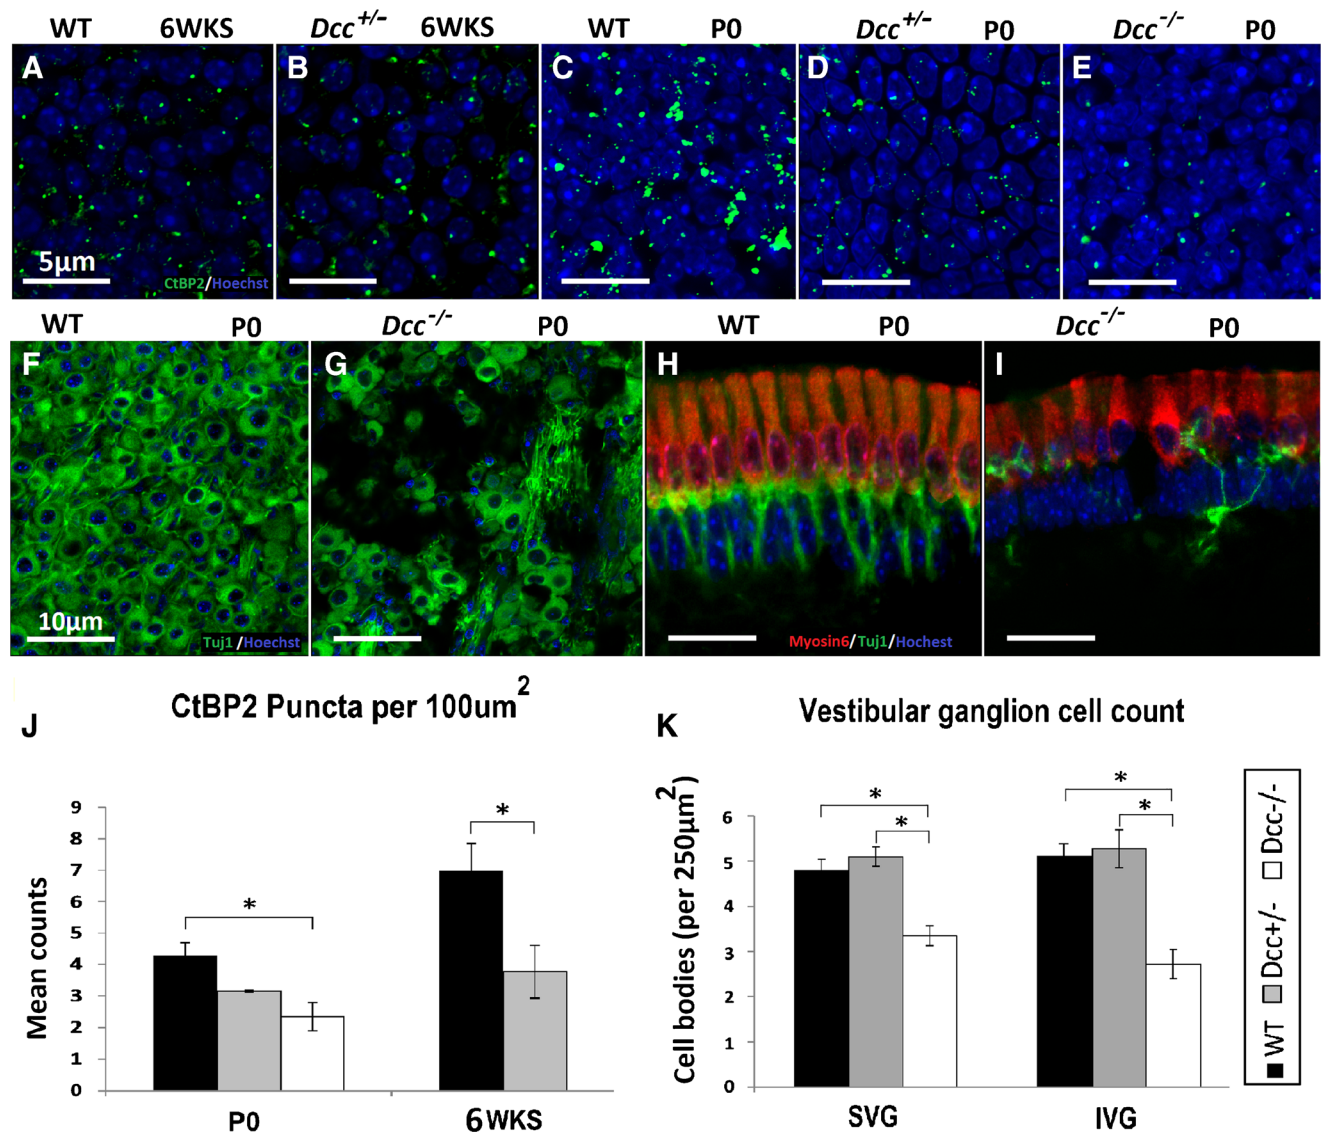 WT 6WKS Dcc+/- 6WKS WT P0 Dcc+/- P0 Dcc-/- P0
A B C D E
5μm
CtBP2/Hoechst
WT P0 Dcc-/- P0 WT P0 Dcc-/- P0
F G H I
10μm
Tuj1/Hoechst
Myosin6/Tuj1/Hochest
J
CtBP2 Puncta per 100um2
Mean counts
9
8
7
6
5
4
3
2
1
0
*
*
P0 6WKS
K
Vestibular ganglion cell count
Cell bodies (per 250μm2)
6
5
4
3
2
1
0
*
*
*
*
SVG IVG
WT Dcc+/- Dcc-/-